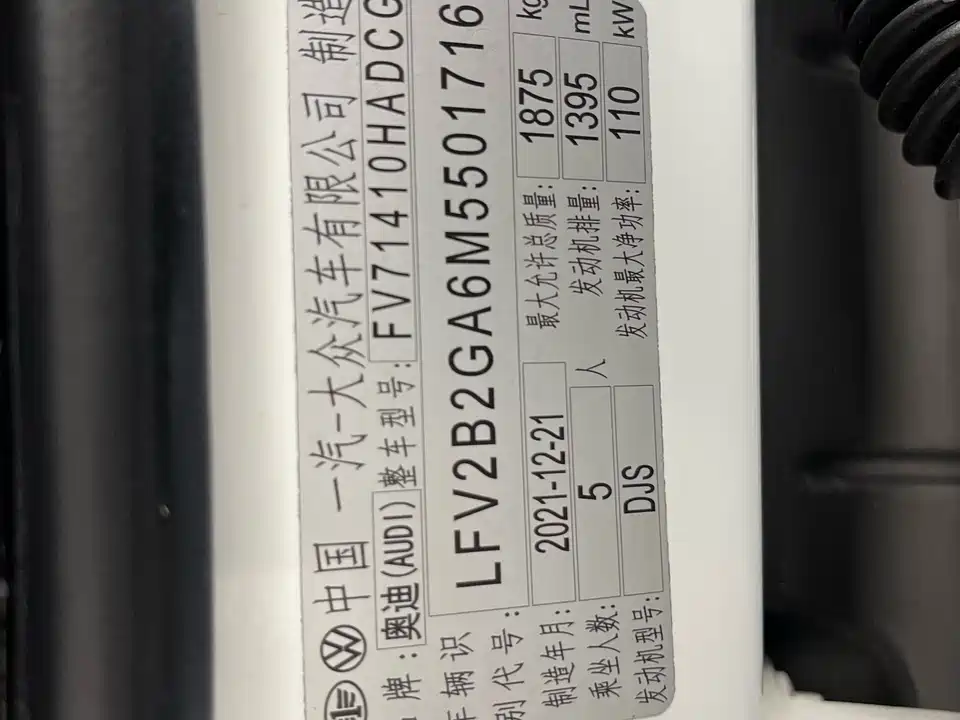 中国 一汽-大众汽车有限公司 制造
牌:奥迪(AUDI) 整车型号:FV71410HADCG
车辆识别代号: LFV2B2GA6M5501716
制造年月: 2021-12-21 最大允许总质量: 1875 kg
乘坐人数: 5 人 发动机排量: 1395 mL
发动机型号: DJS 发动机最大净功率: 110 kW